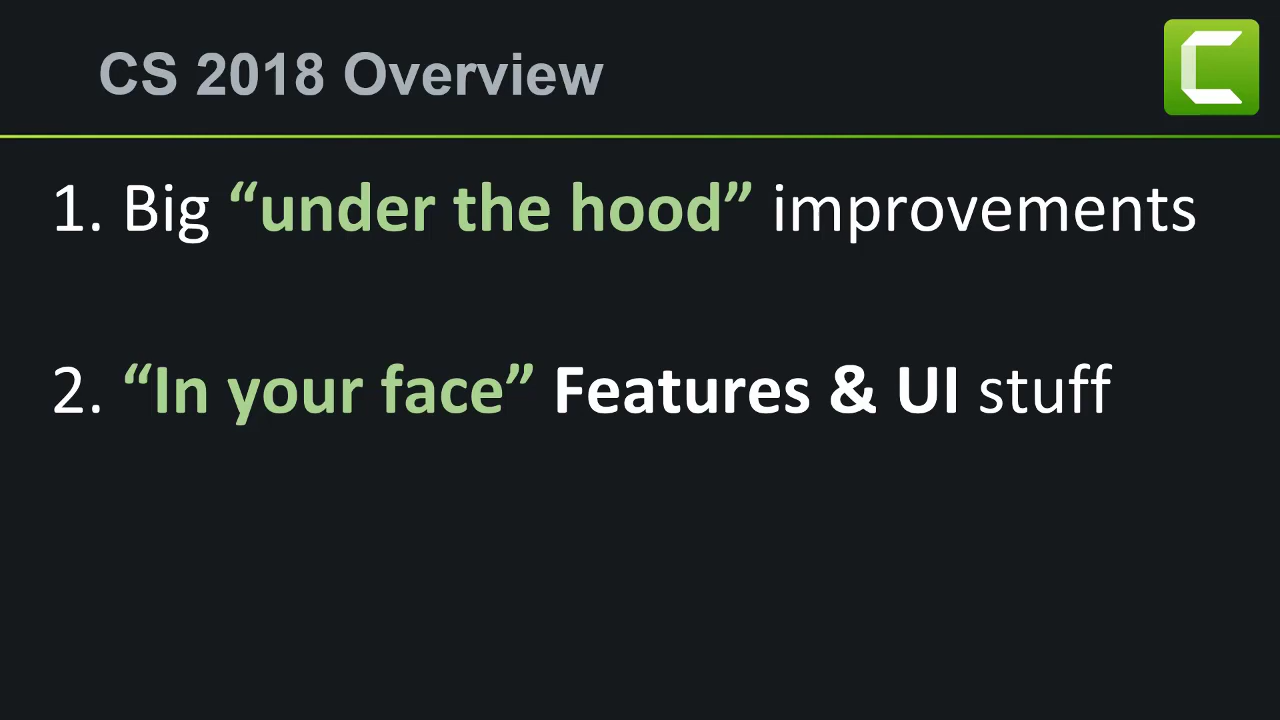 CS 2018 Overview
1. Big “under the hood” improvements
2. “In your face” Features & UI stuff